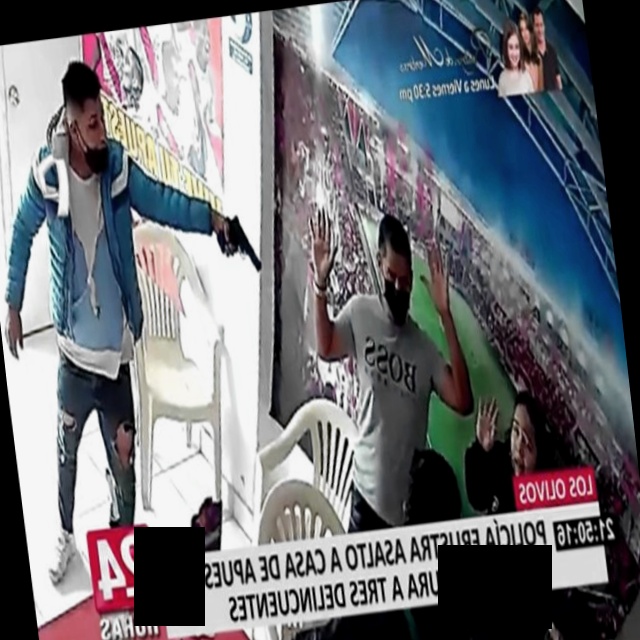 Lunes a Viernes 5:30 pm
BOSS
LOS OLIVOS
21:50:16
POLICÍA FRUSTRA ASALTO A CASA DE APUES
URA A TRES DELINCUENTES
24
HORAS